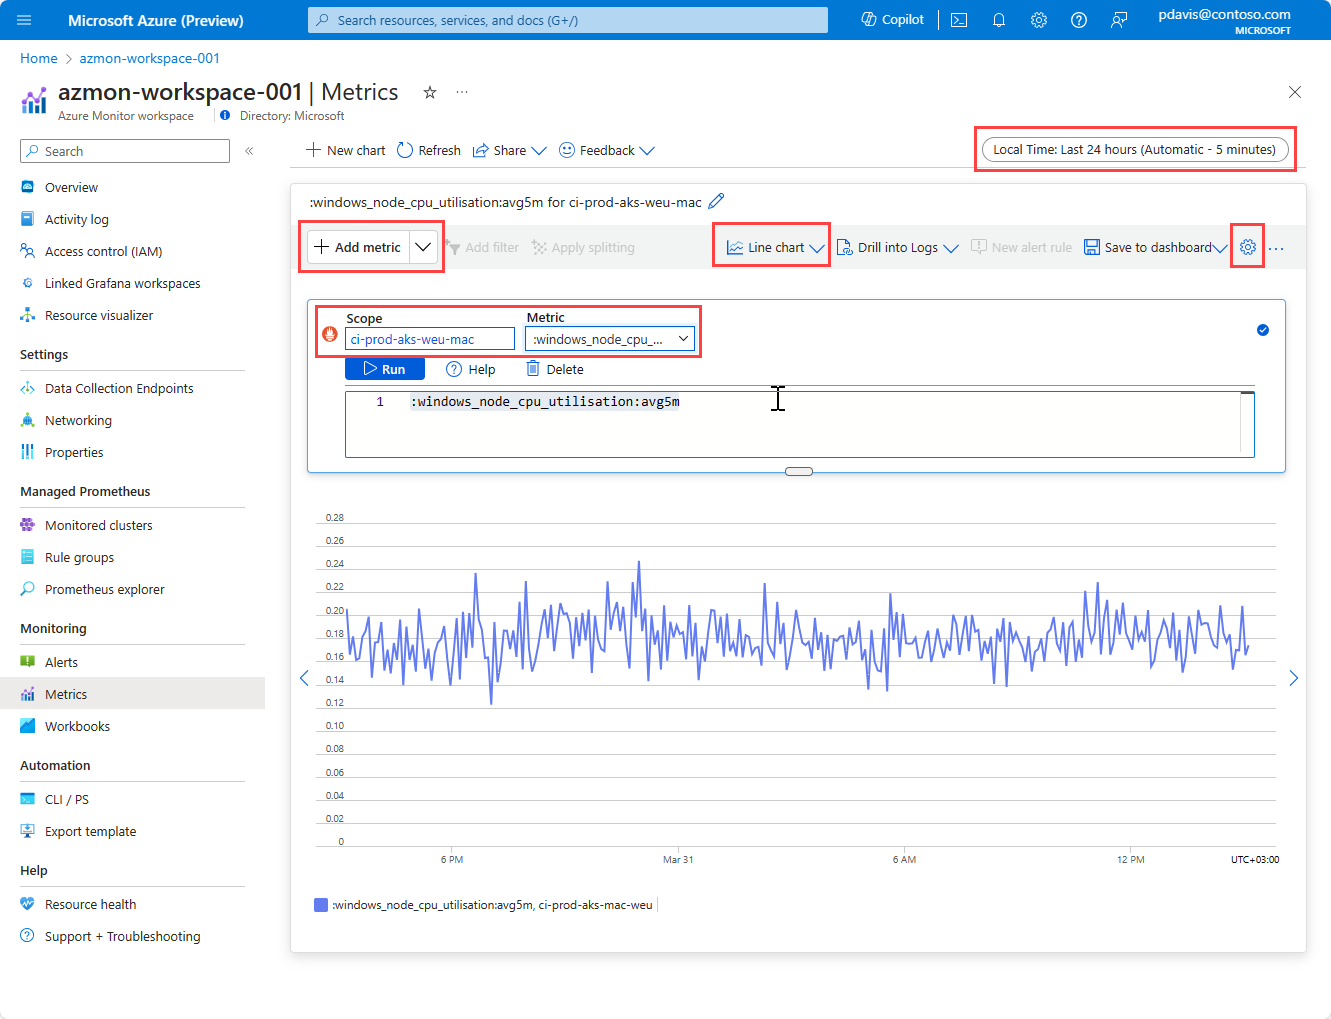 Microsoft Azure (Preview)
Search resources, services, and docs (G+/)
Copilot
pdavis@contoso.com
MICROSOFT
Home > azmon-workspace-001
azmon-workspace-001 | Metrics
Azure Monitor workspace
Directory: Microsoft
Search
Overview
Activity log
Access control (IAM)
Linked Grafana workspaces
Resource visualizer
Settings
Data Collection Endpoints
Networking
Properties
Managed Prometheus
Monitored clusters
Rule groups
Prometheus explorer
Monitoring
Alerts
Metrics
Workbooks
Automation
CLI / PS
Export template
Help
Resource health
Support + Troubleshooting
New chart
Refresh
Share
Feedback
Local Time: Last 24 hours (Automatic - 5 minutes)
:windows_node_cpu_utilisation:avg5m for ci-prod-aks-weu-mac
Add metric
Add filter
Apply splitting
Line chart
Drill into Logs
New alert rule
Save to dashboard
Scope
Metric
ci-prod-aks-weu-mac
:windows_node_cpu_...
Run
Help
Delete
1 :windows_node_cpu_utilisation:avg5m
0.28
0.26
0.24
0.22
0.20
0.18
0.16
0.14
0.12
0.10
0.08
0.06
0.04
0.02
0
6 PM
Mar 31
6 AM
12 PM
UTC+03:00
:windows_node_cpu_utilisation:avg5m, ci-prod-aks-mac-weu